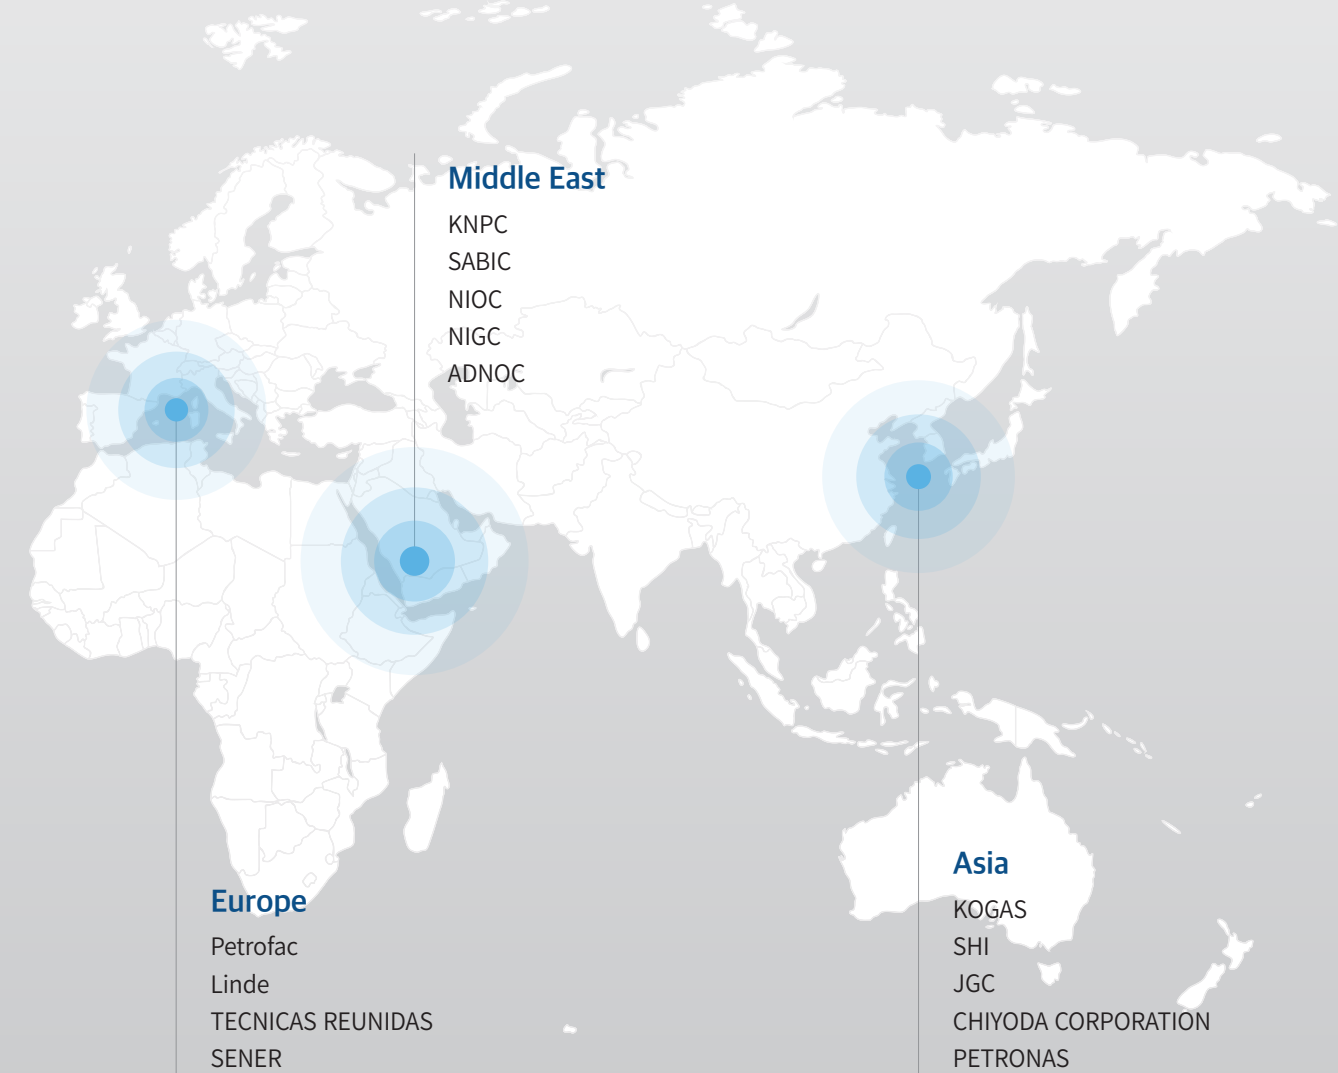 Middle East
KNPC
SABIC
NIOC
NIGC
ADNOC
Europe
Petrofac
Linde
TECNICAS REUNIDAS
SENER
Asia
KOGAS
SHI
JGC
CHIYODA CORPORATION
PETRONAS